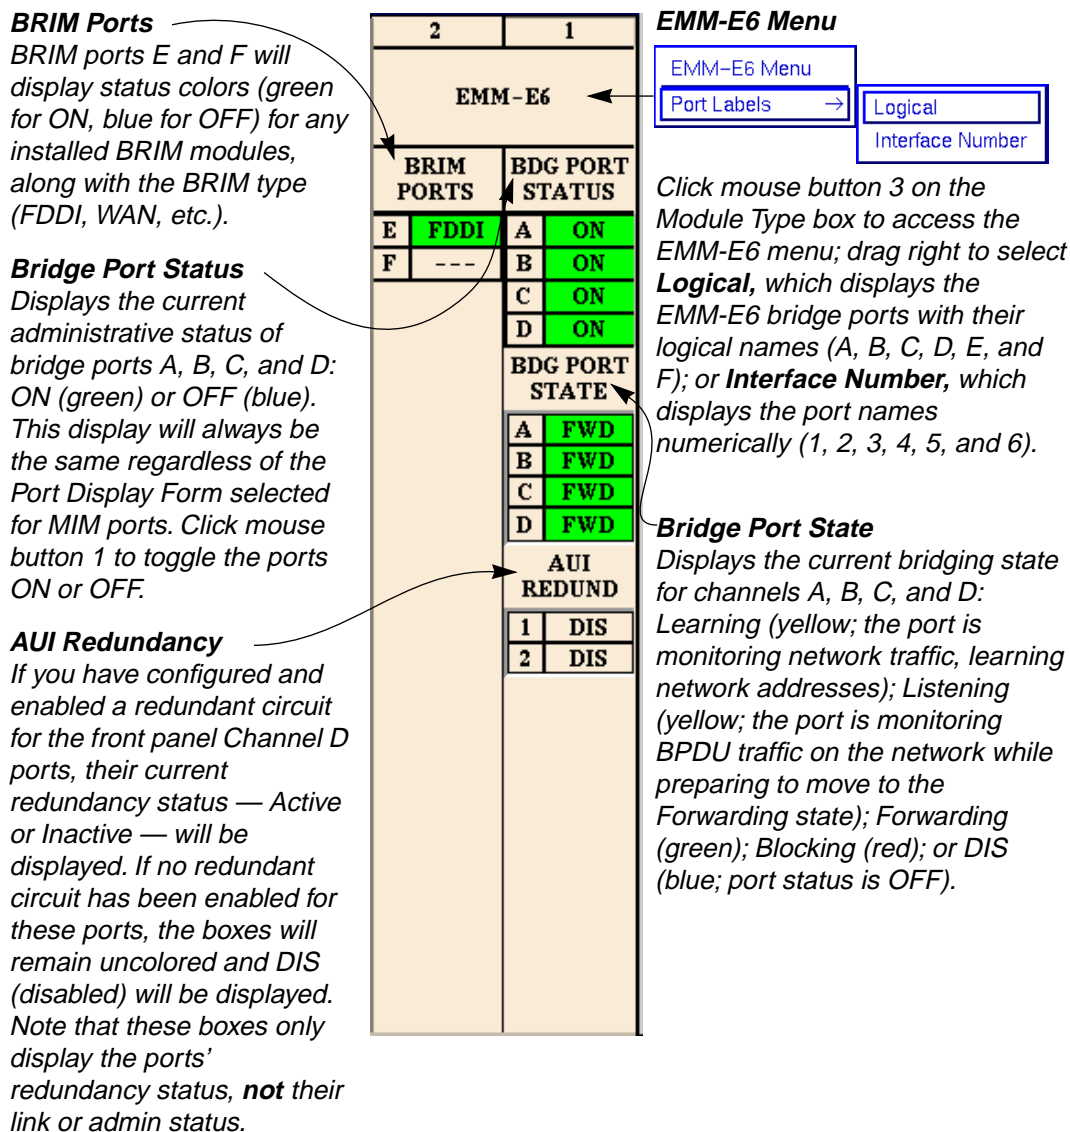 BRIM Ports
BRIM ports E and F will
display status colors (green
for ON, blue for OFF) for any
installed BRIM modules,
along with the BRIM type
(FDDI, WAN, etc.).
Bridge Port Status
Displays the current
administrative status of
bridge ports A, B, C, and D:
ON (green) or OFF (blue).
This display will always be
the same regardless of the
Port Display Form selected
for MIM ports. Click mouse
button 1 to toggle the ports
ON or OFF.
AUI Redundancy
If you have configured and
enabled a redundant circuit
for the front panel Channel D
ports, their current
redundancy status — Active
or Inactive — will be
displayed. If no redundant
circuit has been enabled for
these ports, the boxes will
remain uncolored and DIS
(disabled) will be displayed.
Note that these boxes only
display the ports'
redundancy status, not their
link or admin status.
2 1
EMM-E6
BRIM
PORTS
E FDDI
F ---
BDG PORT
STATUS
A ON
B ON
C ON
D ON
BDG PORT
STATE
A FWD
B FWD
C FWD
D FWD
AUI
REDUND
1 DIS
2 DIS
EMM-E6 Menu
EMM-E6 Menu
Port Labels →
Logical
Interface Number
Click mouse button 3 on the
Module Type box to access the
EMM-E6 menu; drag right to select
Logical, which displays the
EMM-E6 bridge ports with their
logical names (A, B, C, D, E, and
F); or Interface Number, which
displays the port names
numerically (1, 2, 3, 4, 5, and 6).
Bridge Port State
Displays the current bridging state
for channels A, B, C, and D:
Learning (yellow; the port is
monitoring network traffic, learning
network addresses); Listening
(yellow; the port is monitoring
BPDU traffic on the network while
preparing to move to the
Forwarding state); Forwarding
(green); Blocking (red); or DIS
(blue; port status is OFF).